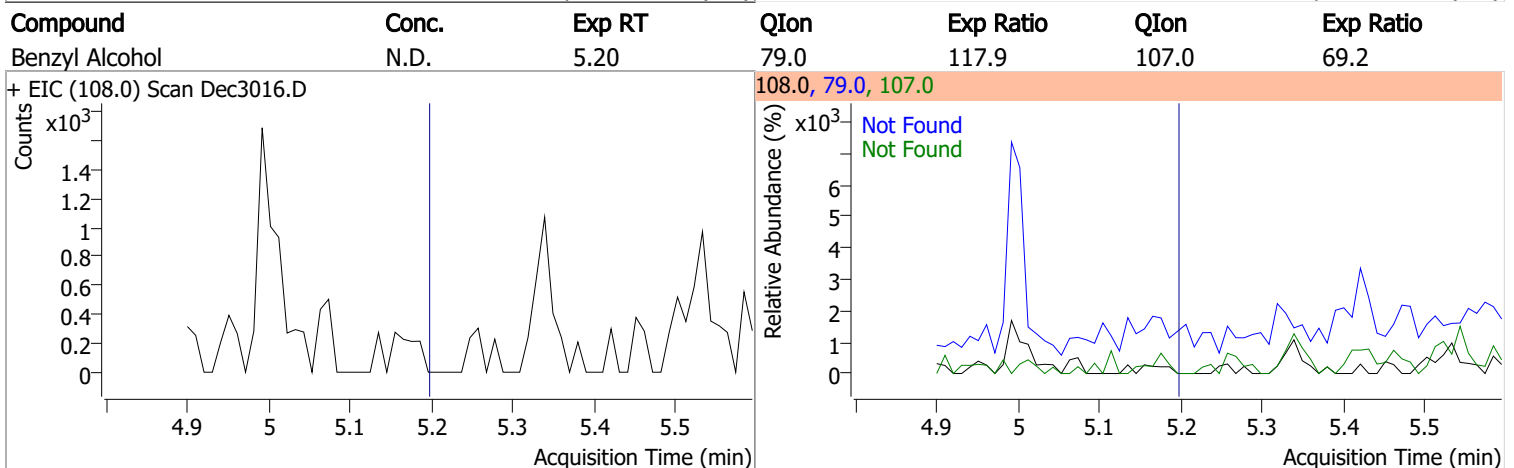 Compound Conc. Exp RT QIon Exp Ratio QIon Exp Ratio
Benzyl Alcohol N.D. 5.20 79.0 117.9 107.0 69.2
+ EIC (108.0) Scan Dec3016.D
Counts
x10³
1.4
1.2
1
0.8
0.6
0.4
0.2
0
4.9 5 5.1 5.2 5.3 5.4 5.5
Acquisition Time (min)
108.0, 79.0, 107.0
Relative Abundance (%)
x10³
Not Found
Not Found
6
5
4
3
2
1
0
4.9 5 5.1 5.2 5.3 5.4 5.5
Acquisition Time (min)